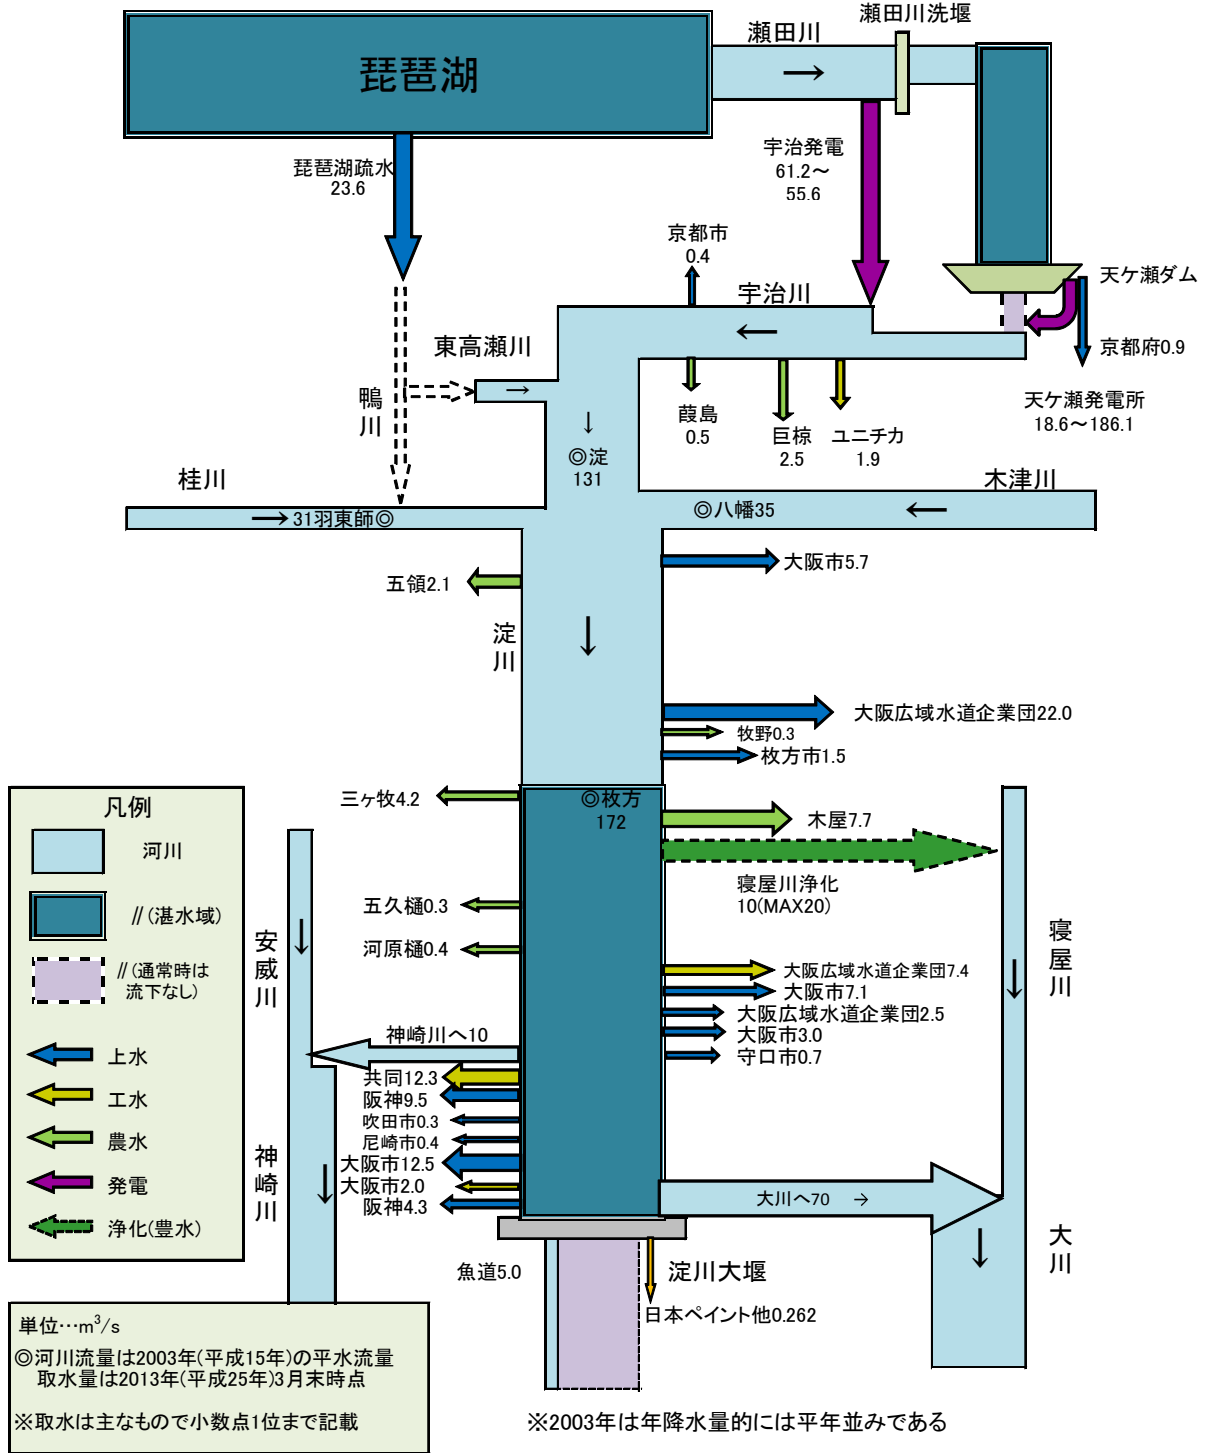 琵琶湖
瀬田川
瀬田川洗堰
→
琵琶湖疏水
23.6
宇治発電
61.2～
55.6
京都市
0.4
宇治川
←
天ケ瀬ダム
京都府0.9
天ケ瀬発電所
18.6～186.1
東高瀬川
→
鴨川
葭島
0.5
巨椋
2.5
ユニチカ
1.9
↓
◎淀
131
桂川
→31羽束師◎
木津川
◎八幡35
←
大阪市5.7
五領2.1
淀川
↓
大阪広域水道企業団22.0
牧野0.3
枚方市1.5
三ヶ牧4.2
◎枚方
172
木屋7.7
寝屋川浄化
10(MAX20)
五久樋0.3
河原樋0.4
安威川
↓
寝屋川
↓
大阪広域水道企業団7.4
大阪市7.1
大阪広域水道企業団2.5
大阪市3.0
守口市0.7
神崎川へ10
共同12.3
阪神9.5
吹田市0.3
尼崎市0.4
大阪市12.5
大阪市2.0
阪神4.3
神崎川
↓
大川へ70 →
大川
↓
魚道5.0
淀川大堰
日本ペイント他0.262
凡例
河川
〃(湛水域)
〃(通常時は
流下なし)
上水
工水
農水
発電
浄化(豊水)
単位…m³/s
◎河川流量は2003年(平成15年)の平水流量
取水量は2013年(平成25年)3月末時点
※取水は主なもので小数点1位まで記載
※2003年は年降水量的には平年並みである